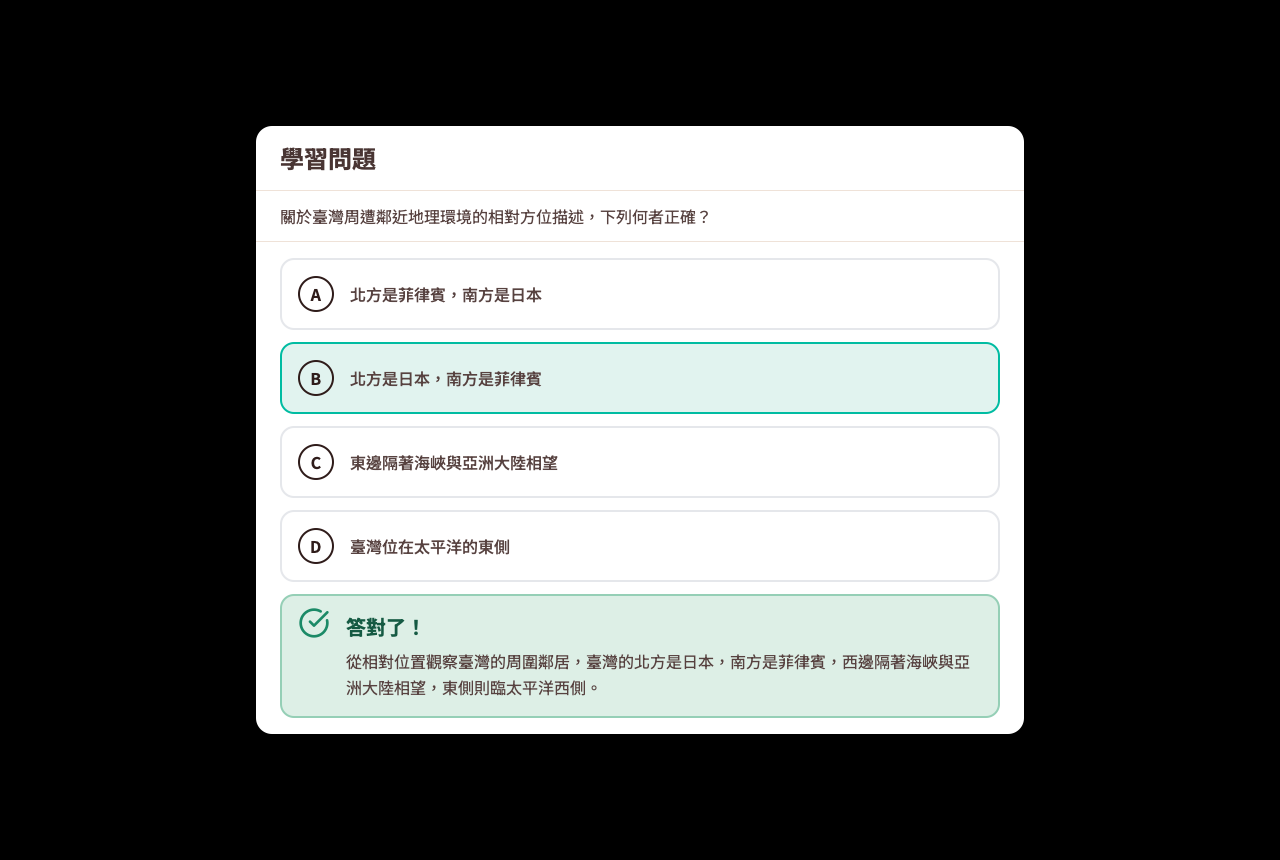 學習問題
關於臺灣周遭鄰近地理環境的相對方位描述，下列何者正確？
A 北方是菲律賓，南方是日本
B 北方是日本，南方是菲律賓
C 東邊隔著海峽與亞洲大陸相望
D 臺灣位在太平洋的東側
答對了！
從相對位置觀察臺灣的周圍鄰居，臺灣的北方是日本，南方是菲律賓，西邊隔著海峽與亞
洲大陸相望，東側則臨太平洋西側。